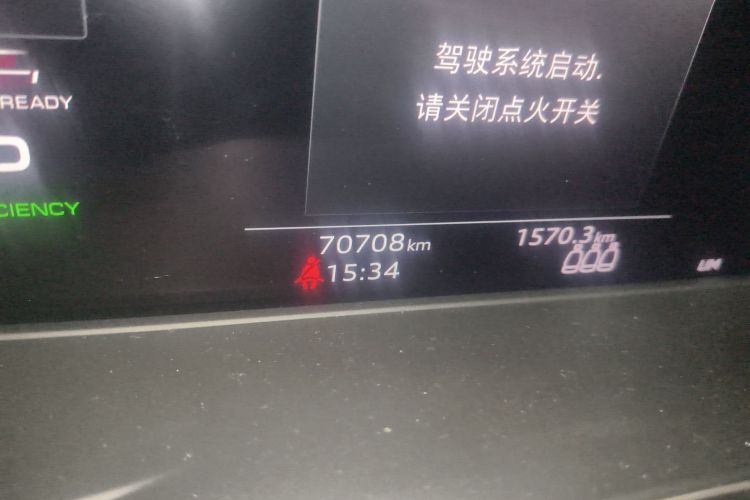 驾驶系统启动.
请关闭点火开关
READY
CIENCY
70708km
1570.3km
15:34